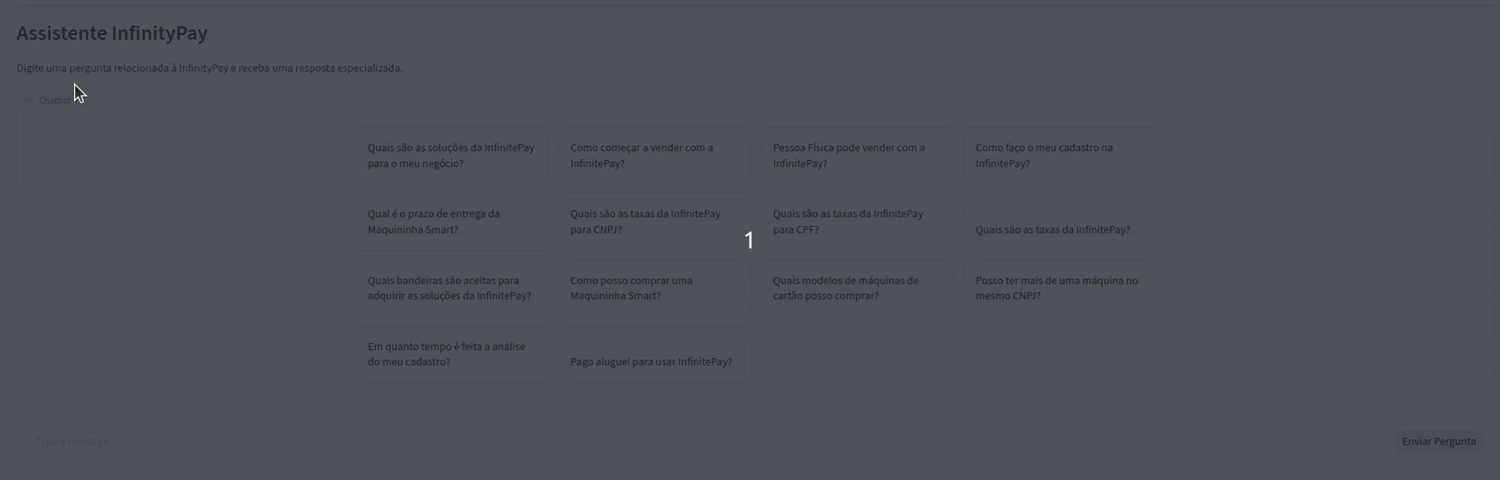 Assistente InfinityPay
Digite uma pergunta relacionada à InfinityPay e receba uma resposta especializada.
Chatbot
Quais são as soluções da InfinitePay
para o meu negócio?
Como começar a vender com a
InfinitePay?
Pessoa Física pode vender com a
InfinitePay?
Como faço o meu cadastro na
InfinitePay?
Qual é o prazo de entrega da
Maquininha Smart?
Quais são as taxas da InfinitePay
para CNPJ?
Quais são as taxas da InfinitePay
para CPF?
Quais são as taxas da InfinitePay?
1
Quais bandeiras são aceitas para
adquirir as soluções da InfinitePay?
Como posso comprar uma
Maquininha Smart?
Quais modelos de máquinas de
cartão posso comprar?
Posso ter mais de uma máquina no
mesmo CNPJ?
Em quanto tempo é feita a análise
do meu cadastro?
Pago aluguel para usar InfinitePay?
Type a message...
Enviar Pergunta